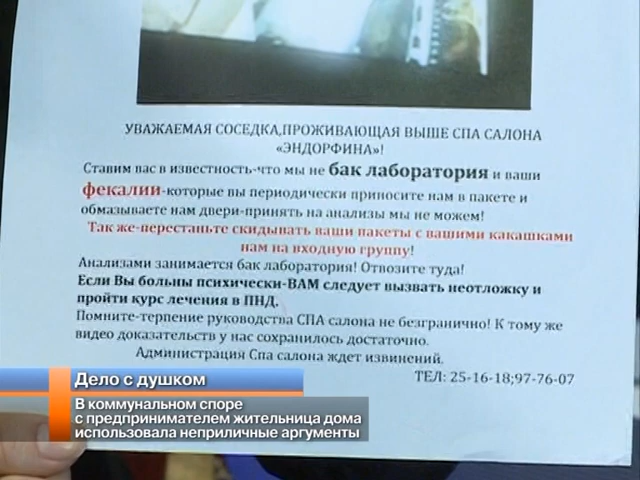 УВАЖАЕМАЯ СОСЕДКА,ПРОЖИВАЮЩАЯ ВЫШЕ СПА САЛОНА
«ЭНДОРФИНА»!
Ставим вас в известность-что мы не бак лаборатория и ваши
фекалии-которые вы периодически приносите нам в пакете и
обмазываете нам двери-принять на анализы мы не можем!
Так же-перестаньте скидывать ваши пакеты с вашими какашками
нам на входную группу!
Анализами занимается бак лаборатория! Отвозите туда!
Если Вы больны психически-ВАМ следует вызвать неотложку и
пройти курс лечения в ПНД.
Помните-терпение руководства СПА салона не безгранично! К тому же
видео доказательств у нас сохранилось достаточно.
Администрация Спа салона ждет извинений.
ТЕЛ: 25-16-18;97-76-07
Дело с душком
В коммунальном споре
с предпринимателем жительница дома
использовала неприличные аргументы